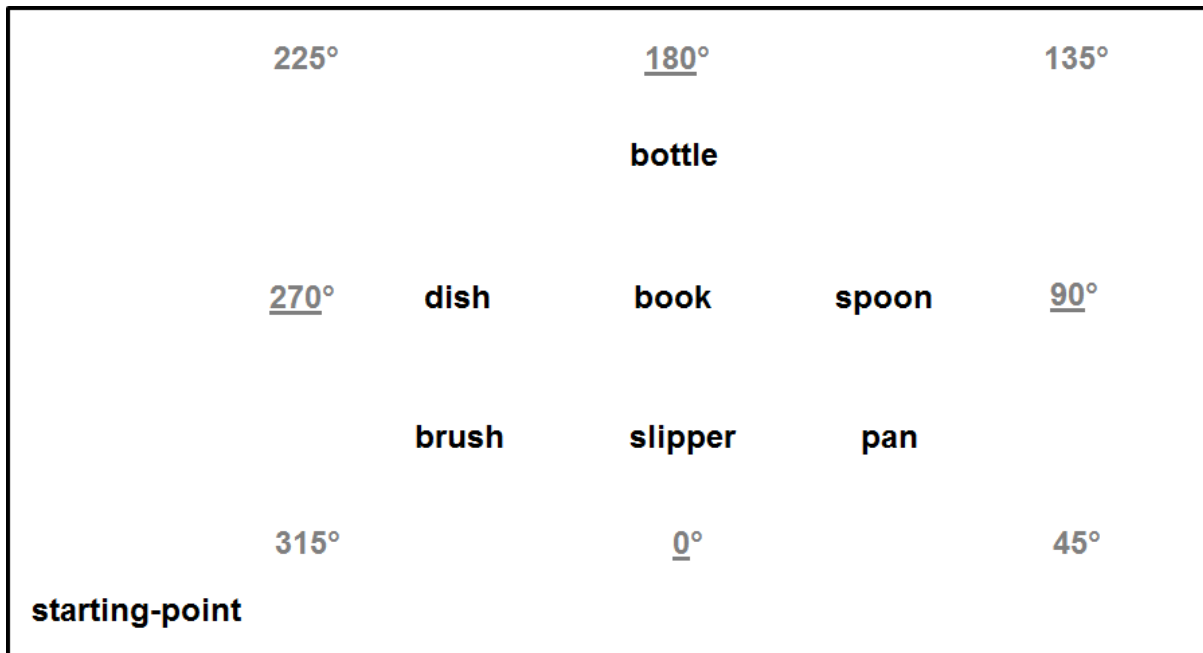 225° 180° 135°
bottle
270° dish book spoon 90°
brush slipper pan
315° 0° 45°
starting-point